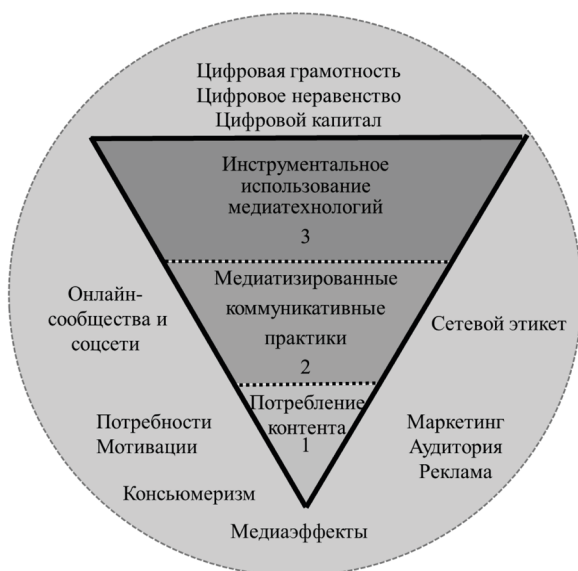 Цифровая грамотность
Цифровое неравенство
Цифровой капитал
Инструментальное
использование
медиатехнологий
3
Медиатизированные
коммуникативные
практики
2
Онлайн-
сообщества и
соцсети
Сетевой этикет
Потребление
контента
1
Потребности
Мотивации
Маркетинг
Аудитория
Реклама
Консьюмеризм
Медиаэффекты